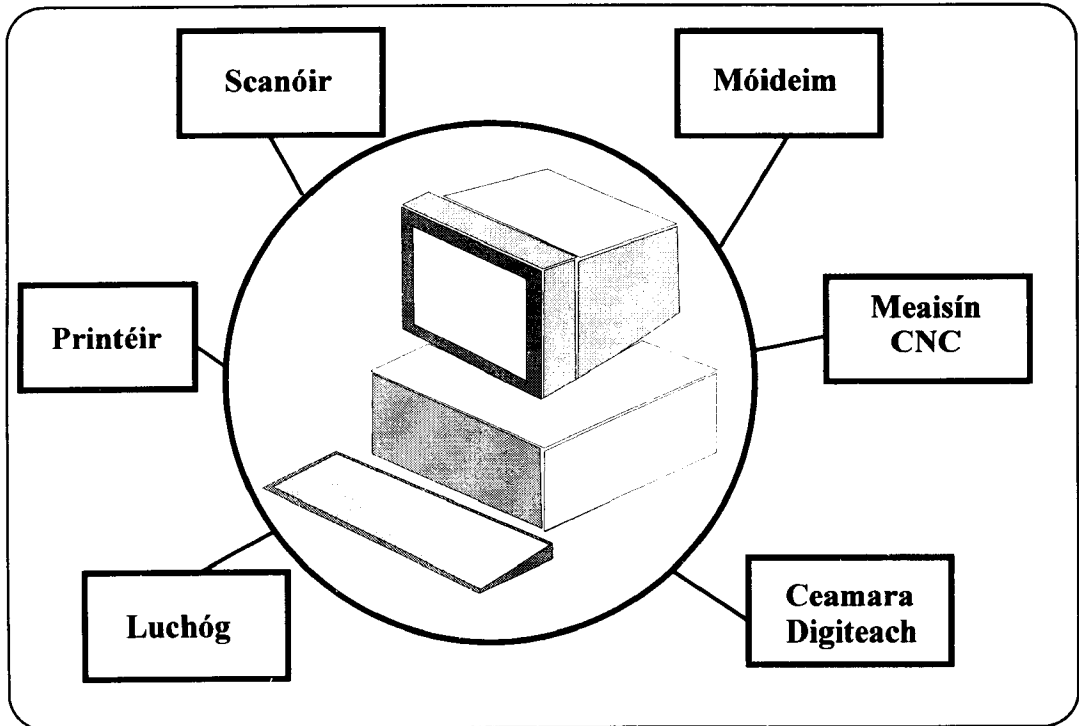 Scanóir
Móideim
Printéir
Meaisín
CNC
Luchóg
Ceamara
Digiteach